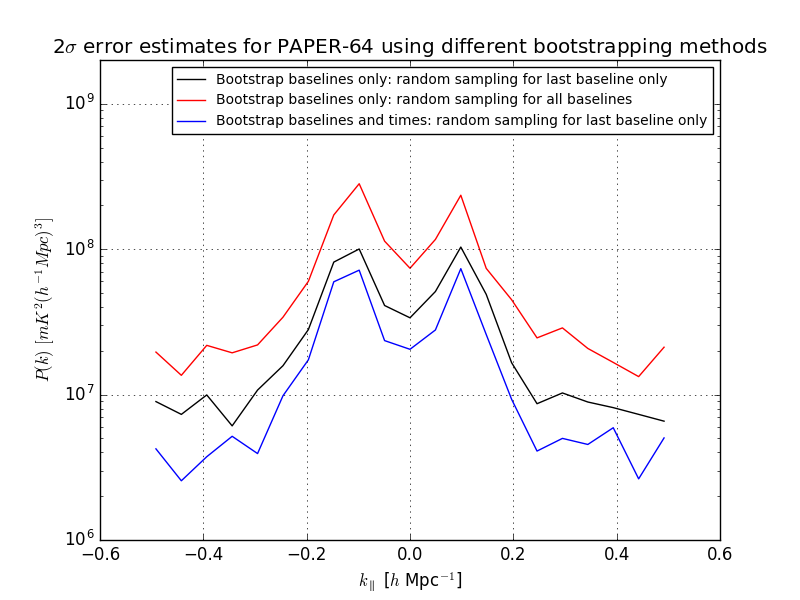 2σ error estimates for PAPER-64 using different bootstrapping methods
Bootstrap baselines only: random sampling for last baseline only
Bootstrap baselines only: random sampling for all baselines
Bootstrap baselines and times: random sampling for last baseline only
10⁹
10⁸
10⁷
10⁶
P(k) [mK²(h⁻¹Mpc)³]
−0.6 −0.4 −0.2 0.0 0.2 0.4 0.6
k∥ [h Mpc⁻¹]